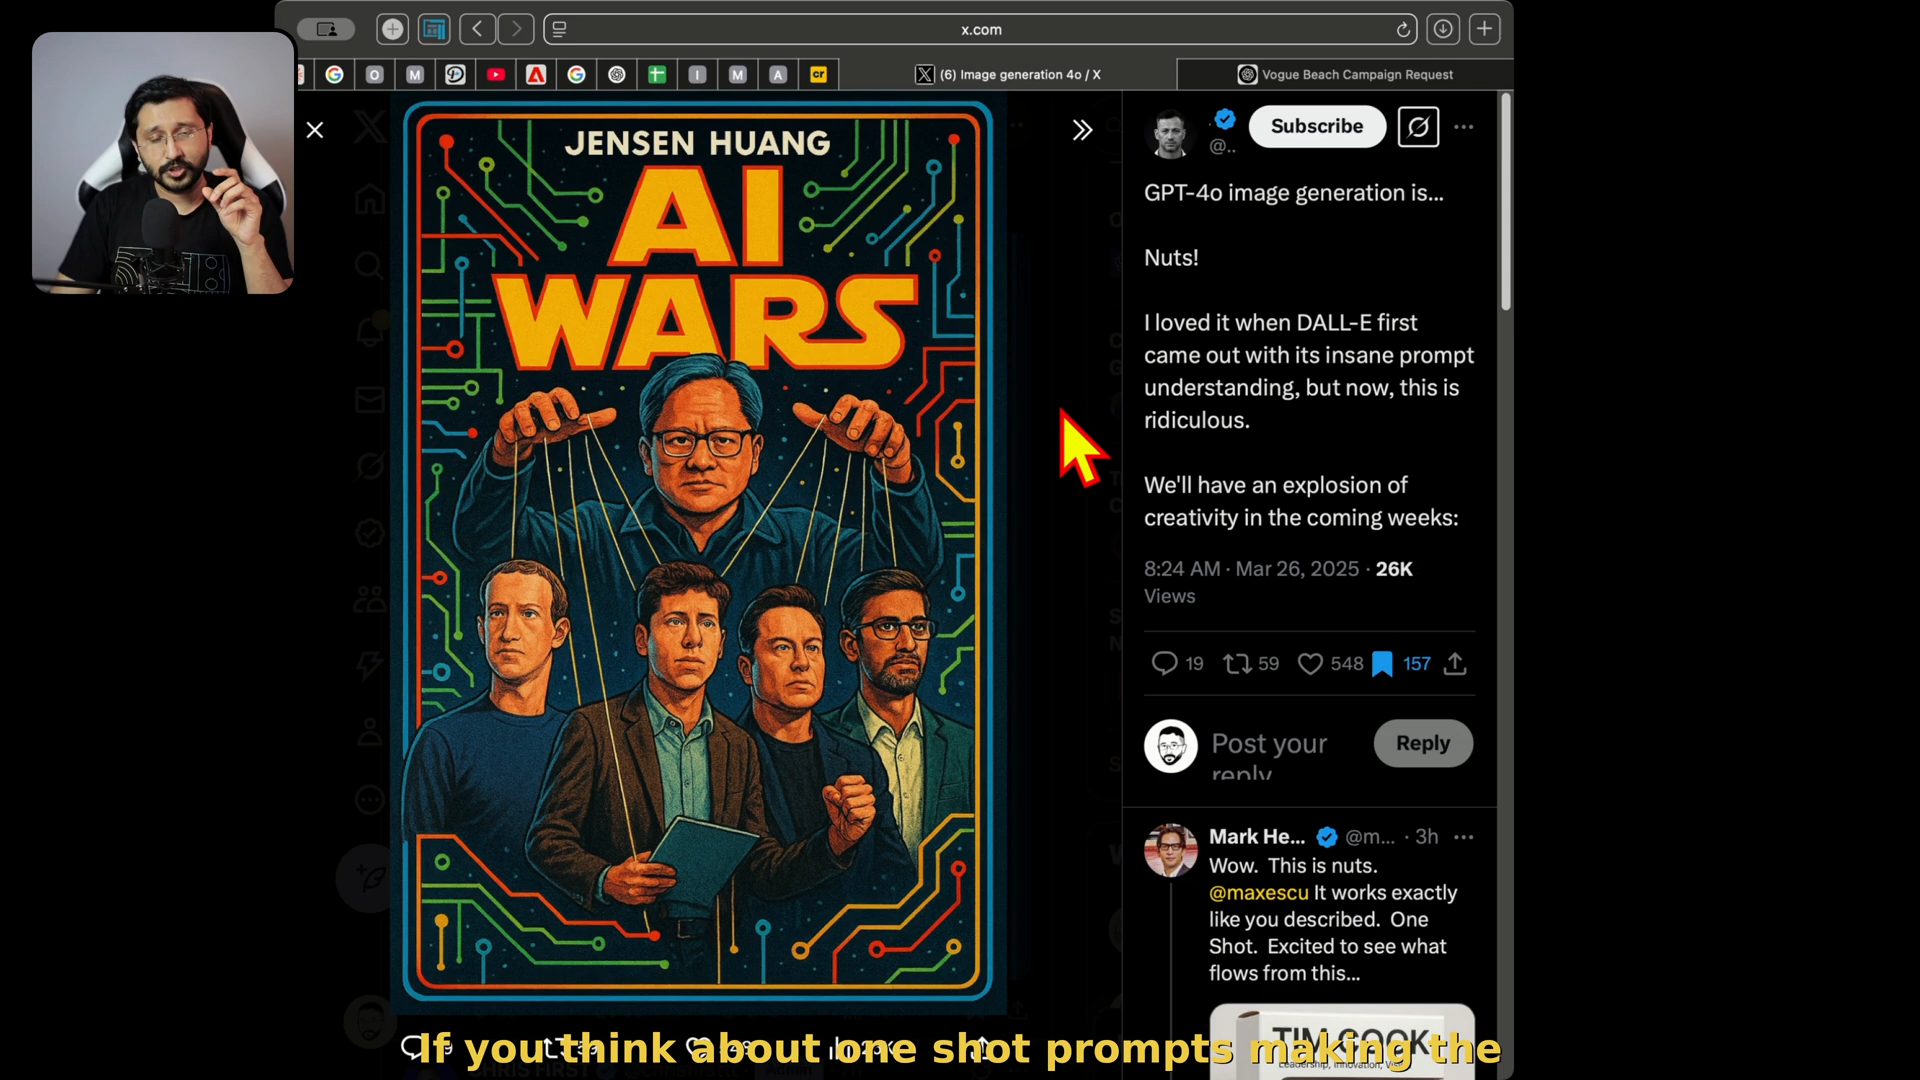 x.com
(6) Image generation 4o / X
Vogue Beach Campaign Request
JENSEN HUANG
AI
WARS
Subscribe
@..
GPT-4o image generation is...
Nuts!
I loved it when DALL-E first
came out with its insane prompt
understanding, but now, this is
ridiculous.
We'll have an explosion of
creativity in the coming weeks:
8:24 AM · Mar 26, 2025 · 26K
Views
19 59 548 157
Post your
reply
Reply
Mark He... @m... · 3h
Wow. This is nuts.
@maxescu It works exactly
like you described. One
Shot. Excited to see what
flows from this...
TIM COOK
Leadership, Innovation,
If you think about one shot prompts making the